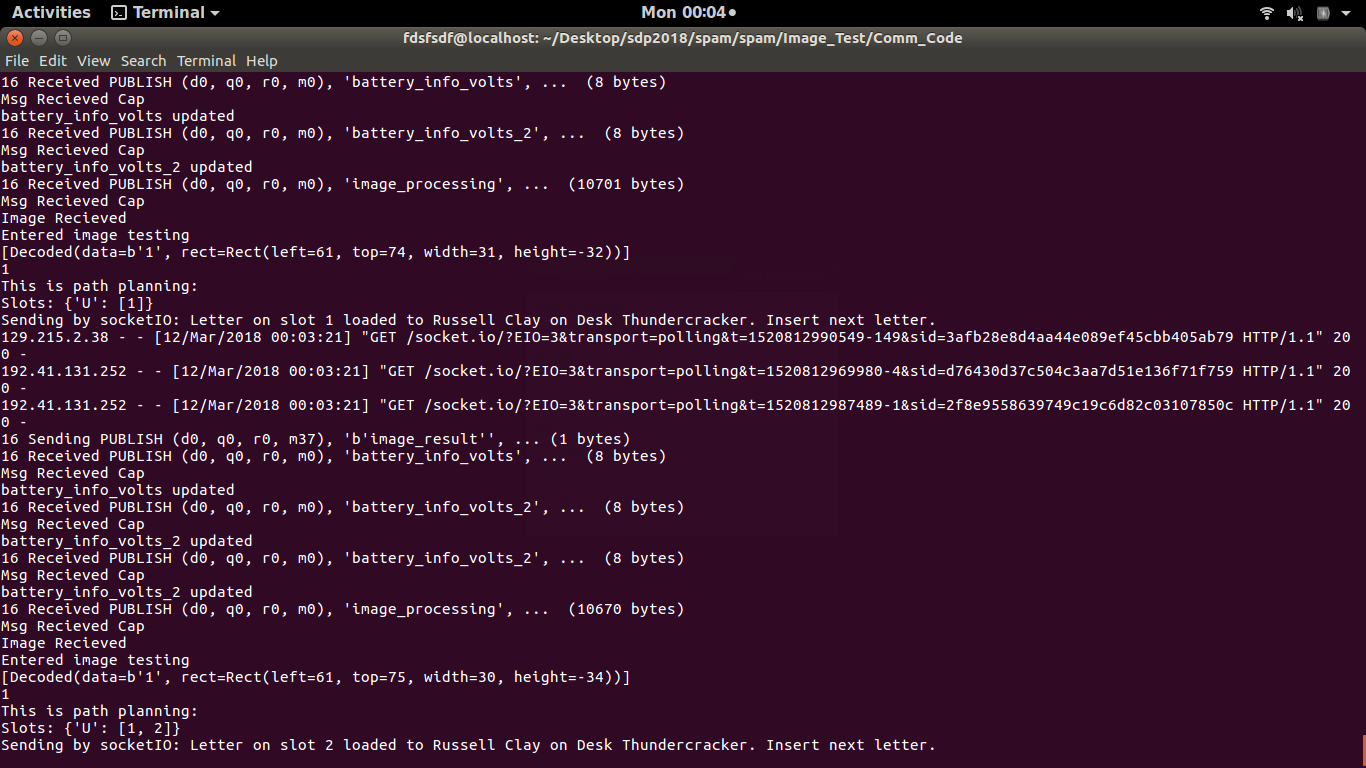 Activities Terminal Mon 00:04
fdsfsdf@localhost: ~/Desktop/sdp2018/spam/spam/Image_Test/Comm_Code
File Edit View Search Terminal Help
16 Received PUBLISH (d0, q0, r0, m0), 'battery_info_volts', ...  (8 bytes)
Msg Recieved Cap
battery_info_volts updated
16 Received PUBLISH (d0, q0, r0, m0), 'battery_info_volts_2', ...  (8 bytes)
Msg Recieved Cap
battery_info_volts_2 updated
16 Received PUBLISH (d0, q0, r0, m0), 'image_processing', ...  (10701 bytes)
Msg Recieved Cap
Image Recieved
Entered image testing
[Decoded(data=b'1', rect=Rect(left=61, top=74, width=31, height=-32))]
1
This is path planning:
Slots: {'U': [1]}
Sending by socketIO: Letter on slot 1 loaded to Russell Clay on Desk Thundercracker. Insert next letter.
129.215.2.38 - - [12/Mar/2018 00:03:21] "GET /socket.io/?EIO=3&transport=polling&t=1520812990549-149&sid=3afb28e8d4aa44e089ef45cbb405ab79 HTTP/1.1" 20
0 -
192.41.131.252 - - [12/Mar/2018 00:03:21] "GET /socket.io/?EIO=3&transport=polling&t=1520812969980-4&sid=d76430d37c504c3aa7d51e136f71f759 HTTP/1.1" 20
0 -
192.41.131.252 - - [12/Mar/2018 00:03:21] "GET /socket.io/?EIO=3&transport=polling&t=1520812987489-1&sid=2f8e9558639749c19c6d82c03107850c HTTP/1.1" 20
0 -
16 Sending PUBLISH (d0, q0, r0, m37), 'b'image_result'', ... (1 bytes)
16 Received PUBLISH (d0, q0, r0, m0), 'battery_info_volts', ...  (8 bytes)
Msg Recieved Cap
battery_info_volts updated
16 Received PUBLISH (d0, q0, r0, m0), 'battery_info_volts_2', ...  (8 bytes)
Msg Recieved Cap
battery_info_volts_2 updated
16 Received PUBLISH (d0, q0, r0, m0), 'battery_info_volts_2', ...  (8 bytes)
Msg Recieved Cap
battery_info_volts_2 updated
16 Received PUBLISH (d0, q0, r0, m0), 'image_processing', ...  (10670 bytes)
Msg Recieved Cap
Image Recieved
Entered image testing
[Decoded(data=b'1', rect=Rect(left=61, top=75, width=30, height=-34))]
1
This is path planning:
Slots: {'U': [1, 2]}
Sending by socketIO: Letter on slot 2 loaded to Russell Clay on Desk Thundercracker. Insert next letter.